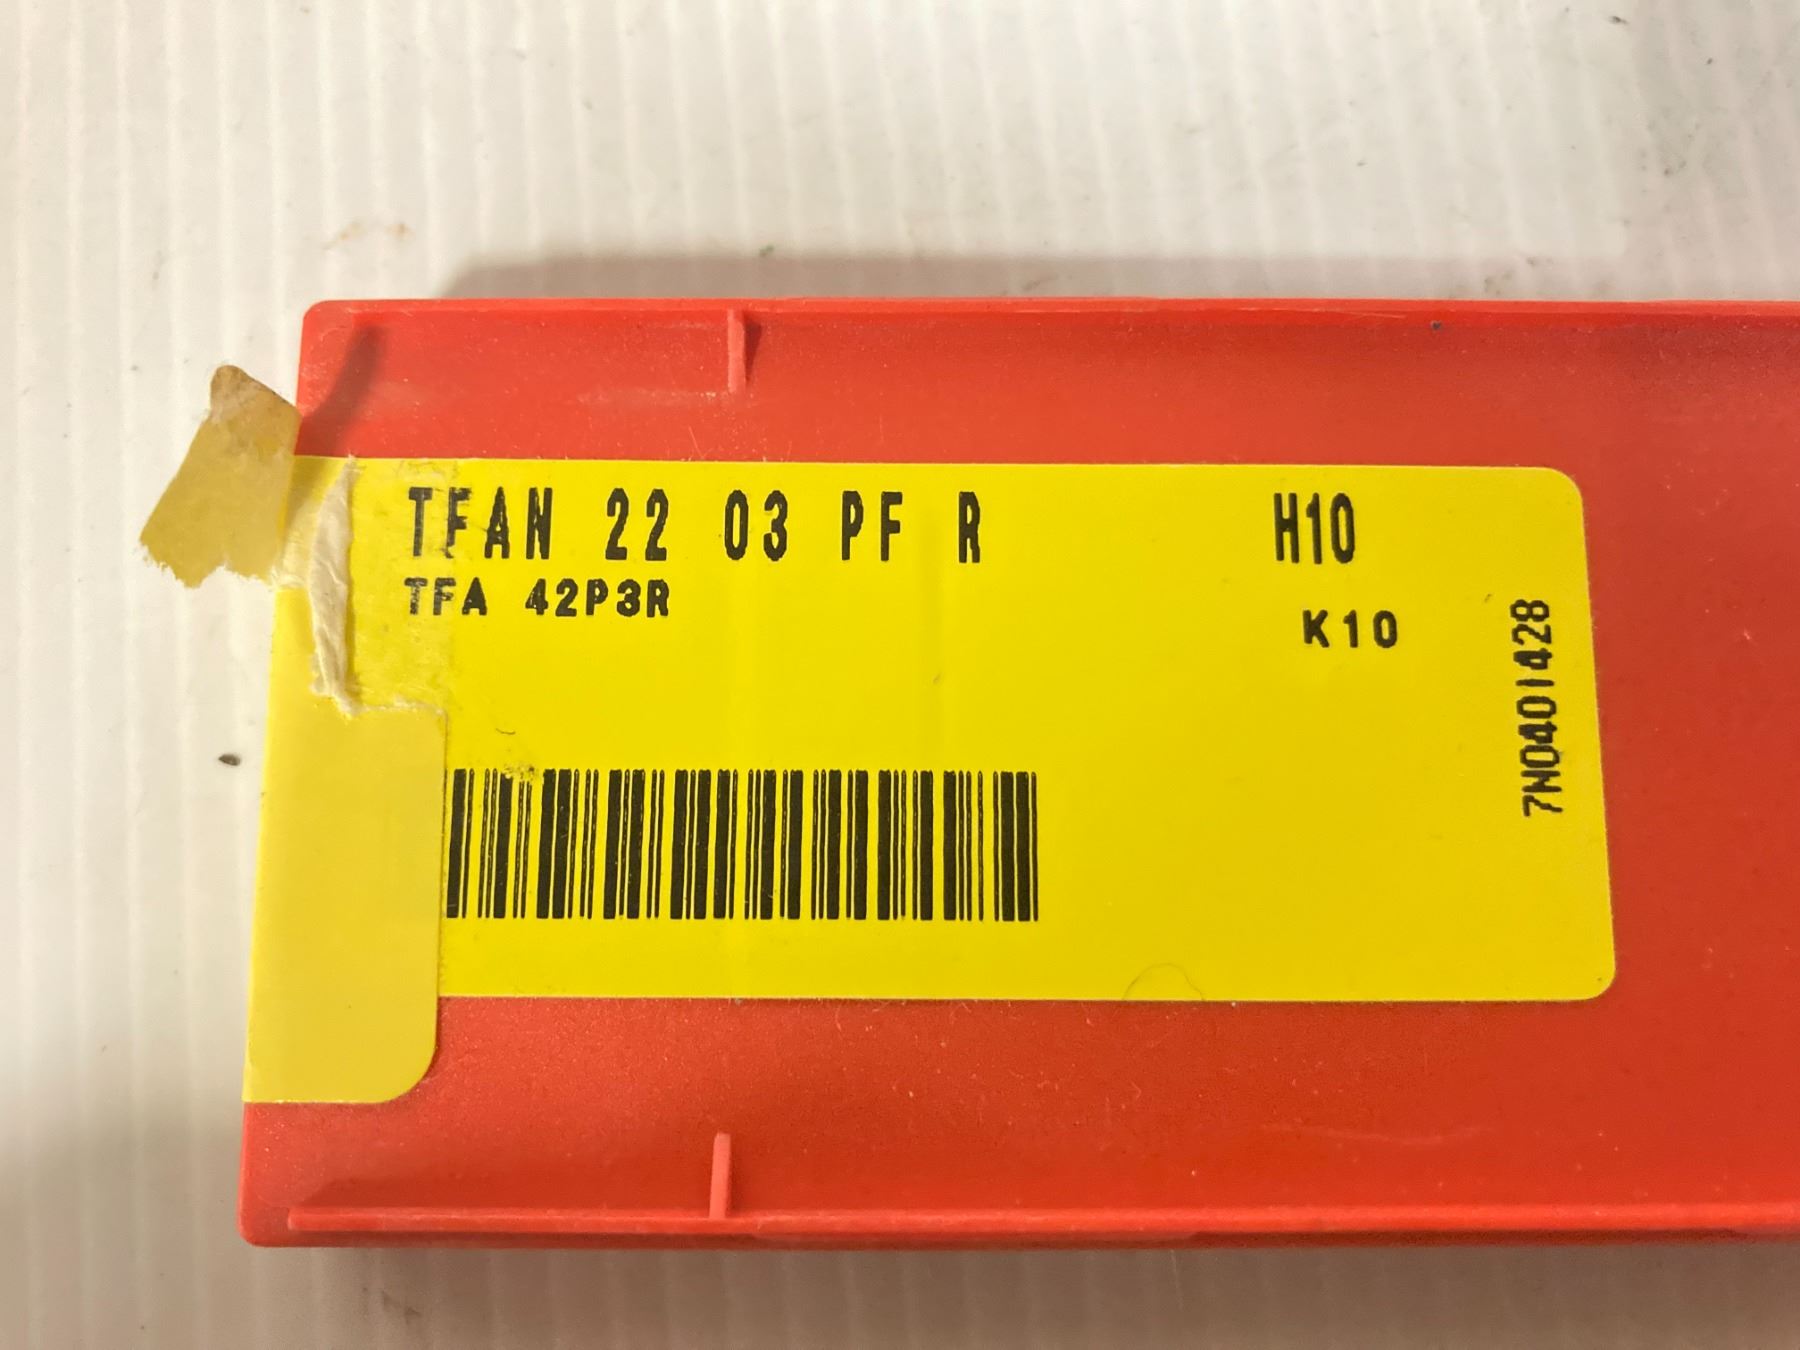 TFAN 22 03 PF R H10
TFA 42P3R
K10
7N0401428